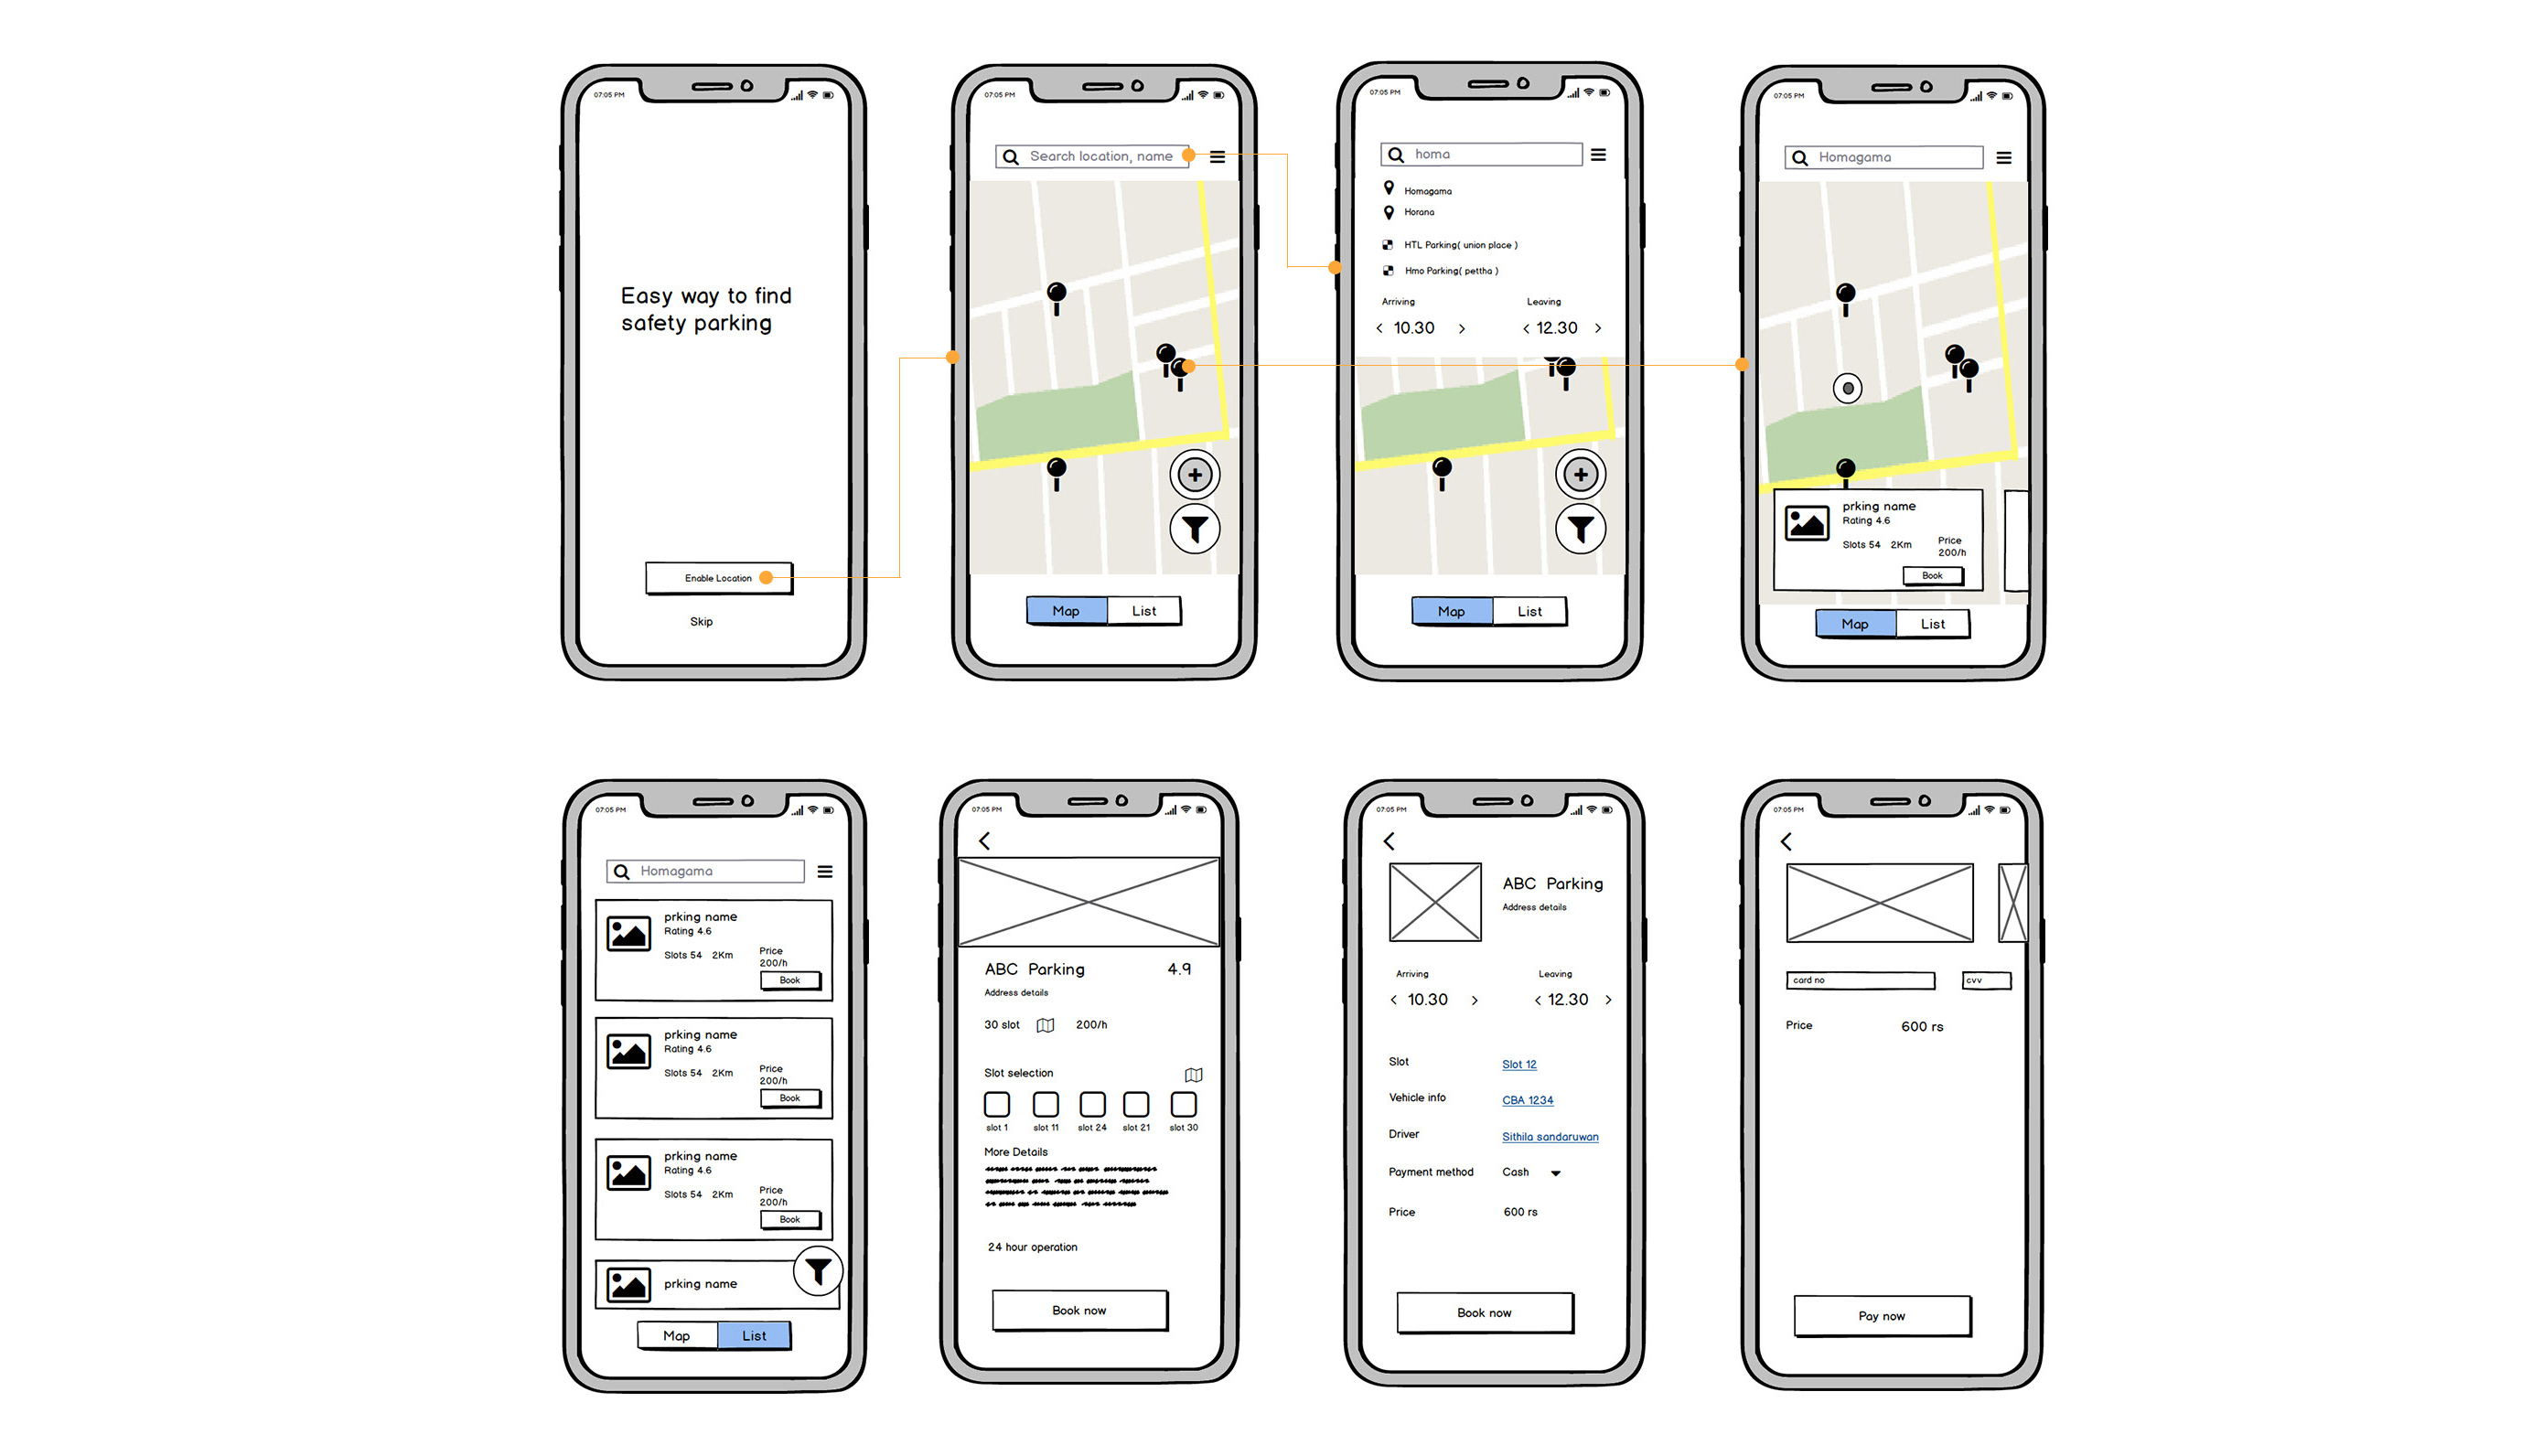 07:05 PM
Easy way to find
safety parking
Enable Location
Skip
07:05 PM
Search location, name
Map List
07:05 PM
homa
Homagama
Horana
HTL Parking( union place )
Hmo Parking( pettha )
Arriving Leaving
< 10.30 > < 12.30 >
Map List
07:05 PM
Homagama
prking name
Rating 4.6
Slots 54 2Km Price
200/h
Book
Map List
07:05 PM
Homagama
prking name
Rating 4.6
Slots 54 2Km Price
200/h
Book
prking name
Rating 4.6
Slots 54 2Km Price
200/h
Book
prking name
Rating 4.6
Slots 54 2Km Price
200/h
Book
prking name
Map List
07:05 PM
ABC Parking 4.9
Address details
30 slot 200/h
Slot selection
slot 1 slot 11 slot 24 slot 21 slot 30
More Details
24 hour operation
Book now
07:05 PM
ABC Parking
Address details
Arriving Leaving
< 10.30 > < 12.30 >
Slot Slot 12
Vehicle info CBA 1234
Driver Sithila sandaruwan
Payment method Cash
Price 600 rs
Book now
07:05 PM
card no cvv
Price 600 rs
Pay now